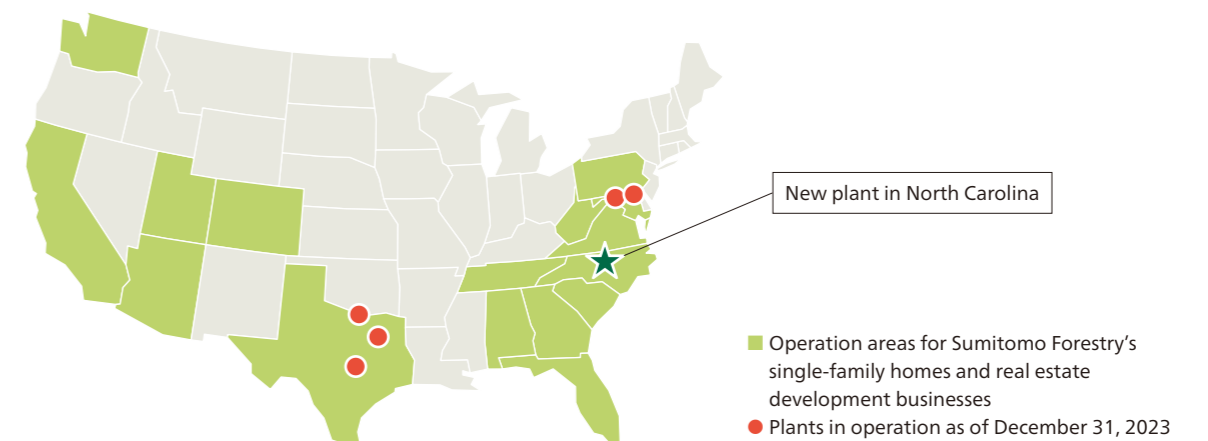 New plant in North Carolina
Operation areas for Sumitomo Forestry’s
single-family homes and real estate
development businesses
Plants in operation as of December 31, 2023